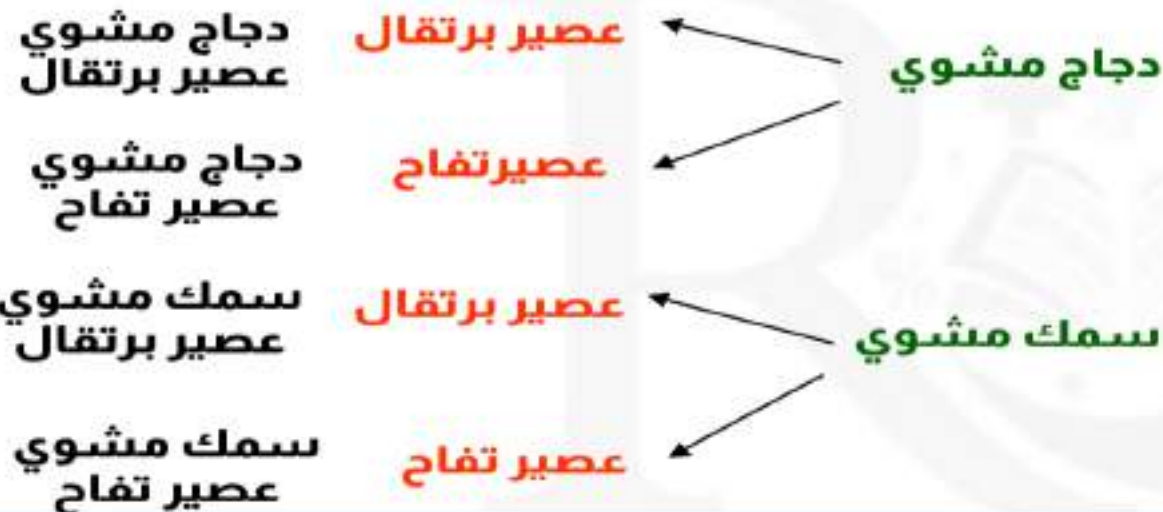 دجاج مشوي
عصير برتقال
دجاج مشوي
عصير برتقال
عصيرتفاح
دجاج مشوي
عصير تفاح
سمك مشوي
عصير برتقال
سمك مشوي
عصير برتقال
عصير تفاح
سمك مشوي
عصير تفاح